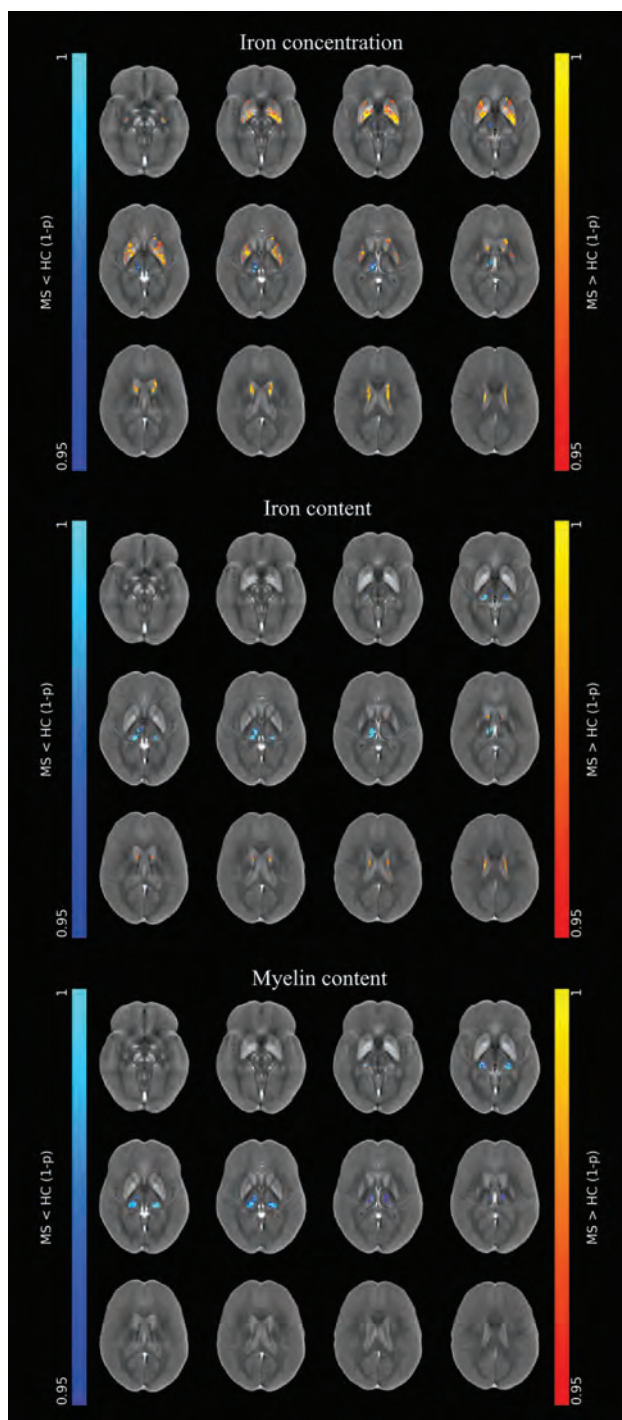 Iron concentration
1
1
MS < HC (1-p)
MS > HC (1-p)
0.95
0.95
Iron content
1
1
MS < HC (1-p)
MS > HC (1-p)
0.95
0.95
Myelin content
1
1
MS < HC (1-p)
MS > HC (1-p)
0.95
0.95